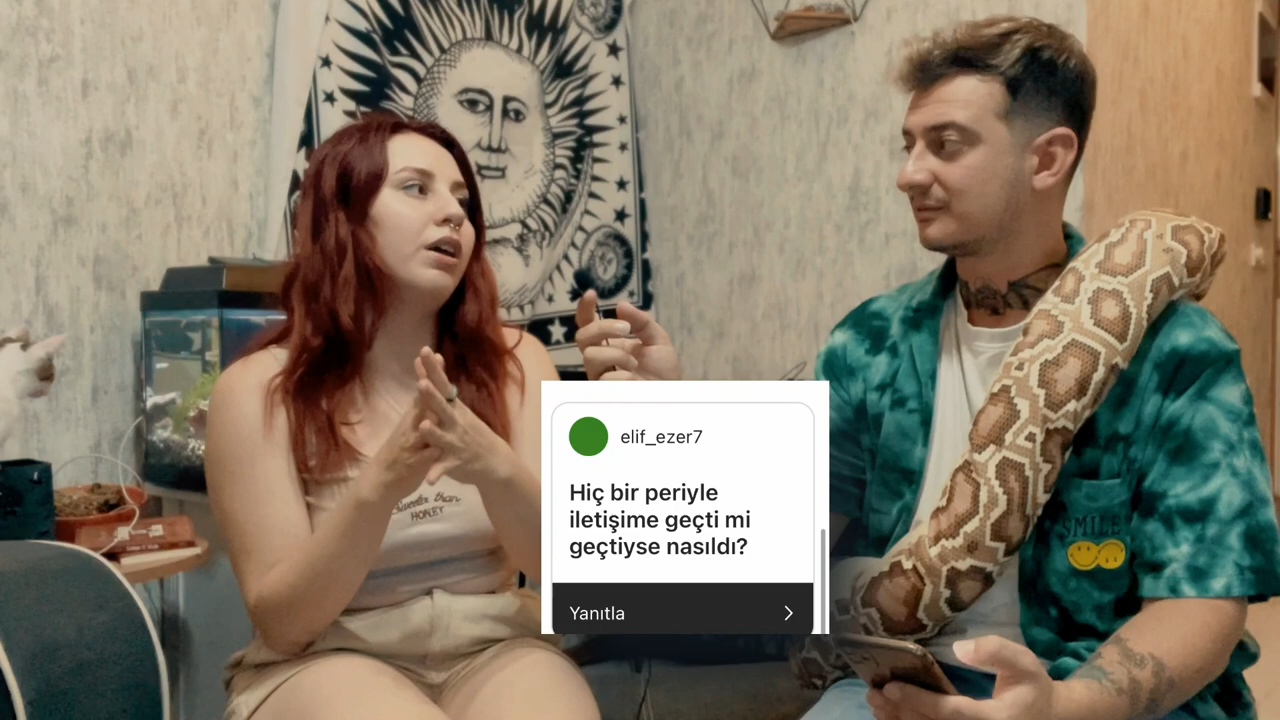 Sweeter than
HONEY
elif_ezer7
Hiç bir periyle
iletişime geçti mi
geçtiyse nasıldı?
Yanıtla
SMILE